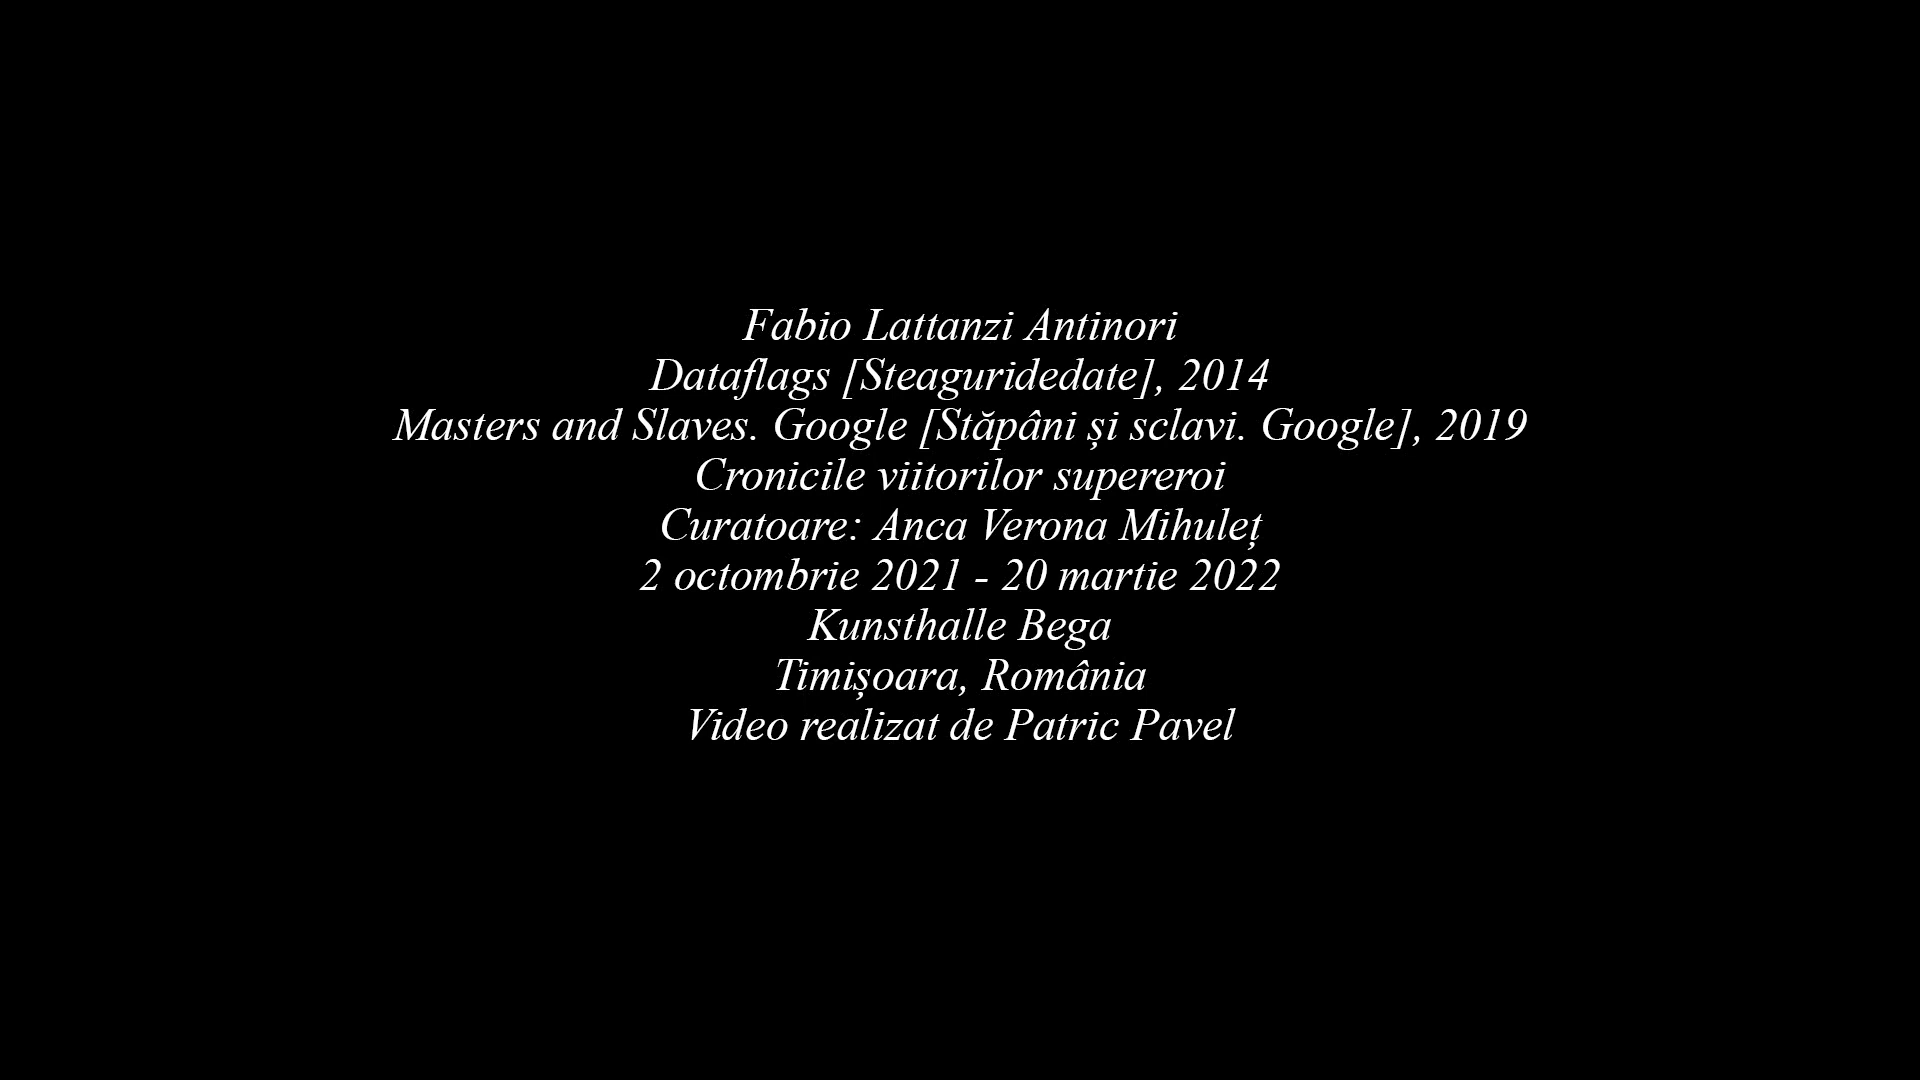 Fabio Lattanzi Antinori
Dataflags [Steaguridedate], 2014
Masters and Slaves. Google [Stăpâni și sclavi. Google], 2019
Cronicile viitorilor supereroi
Curatoare: Anca Verona Mihuleț
2 octombrie 2021 - 20 martie 2022
Kunsthalle Bega
Timișoara, România
Video realizat de Patric Pavel